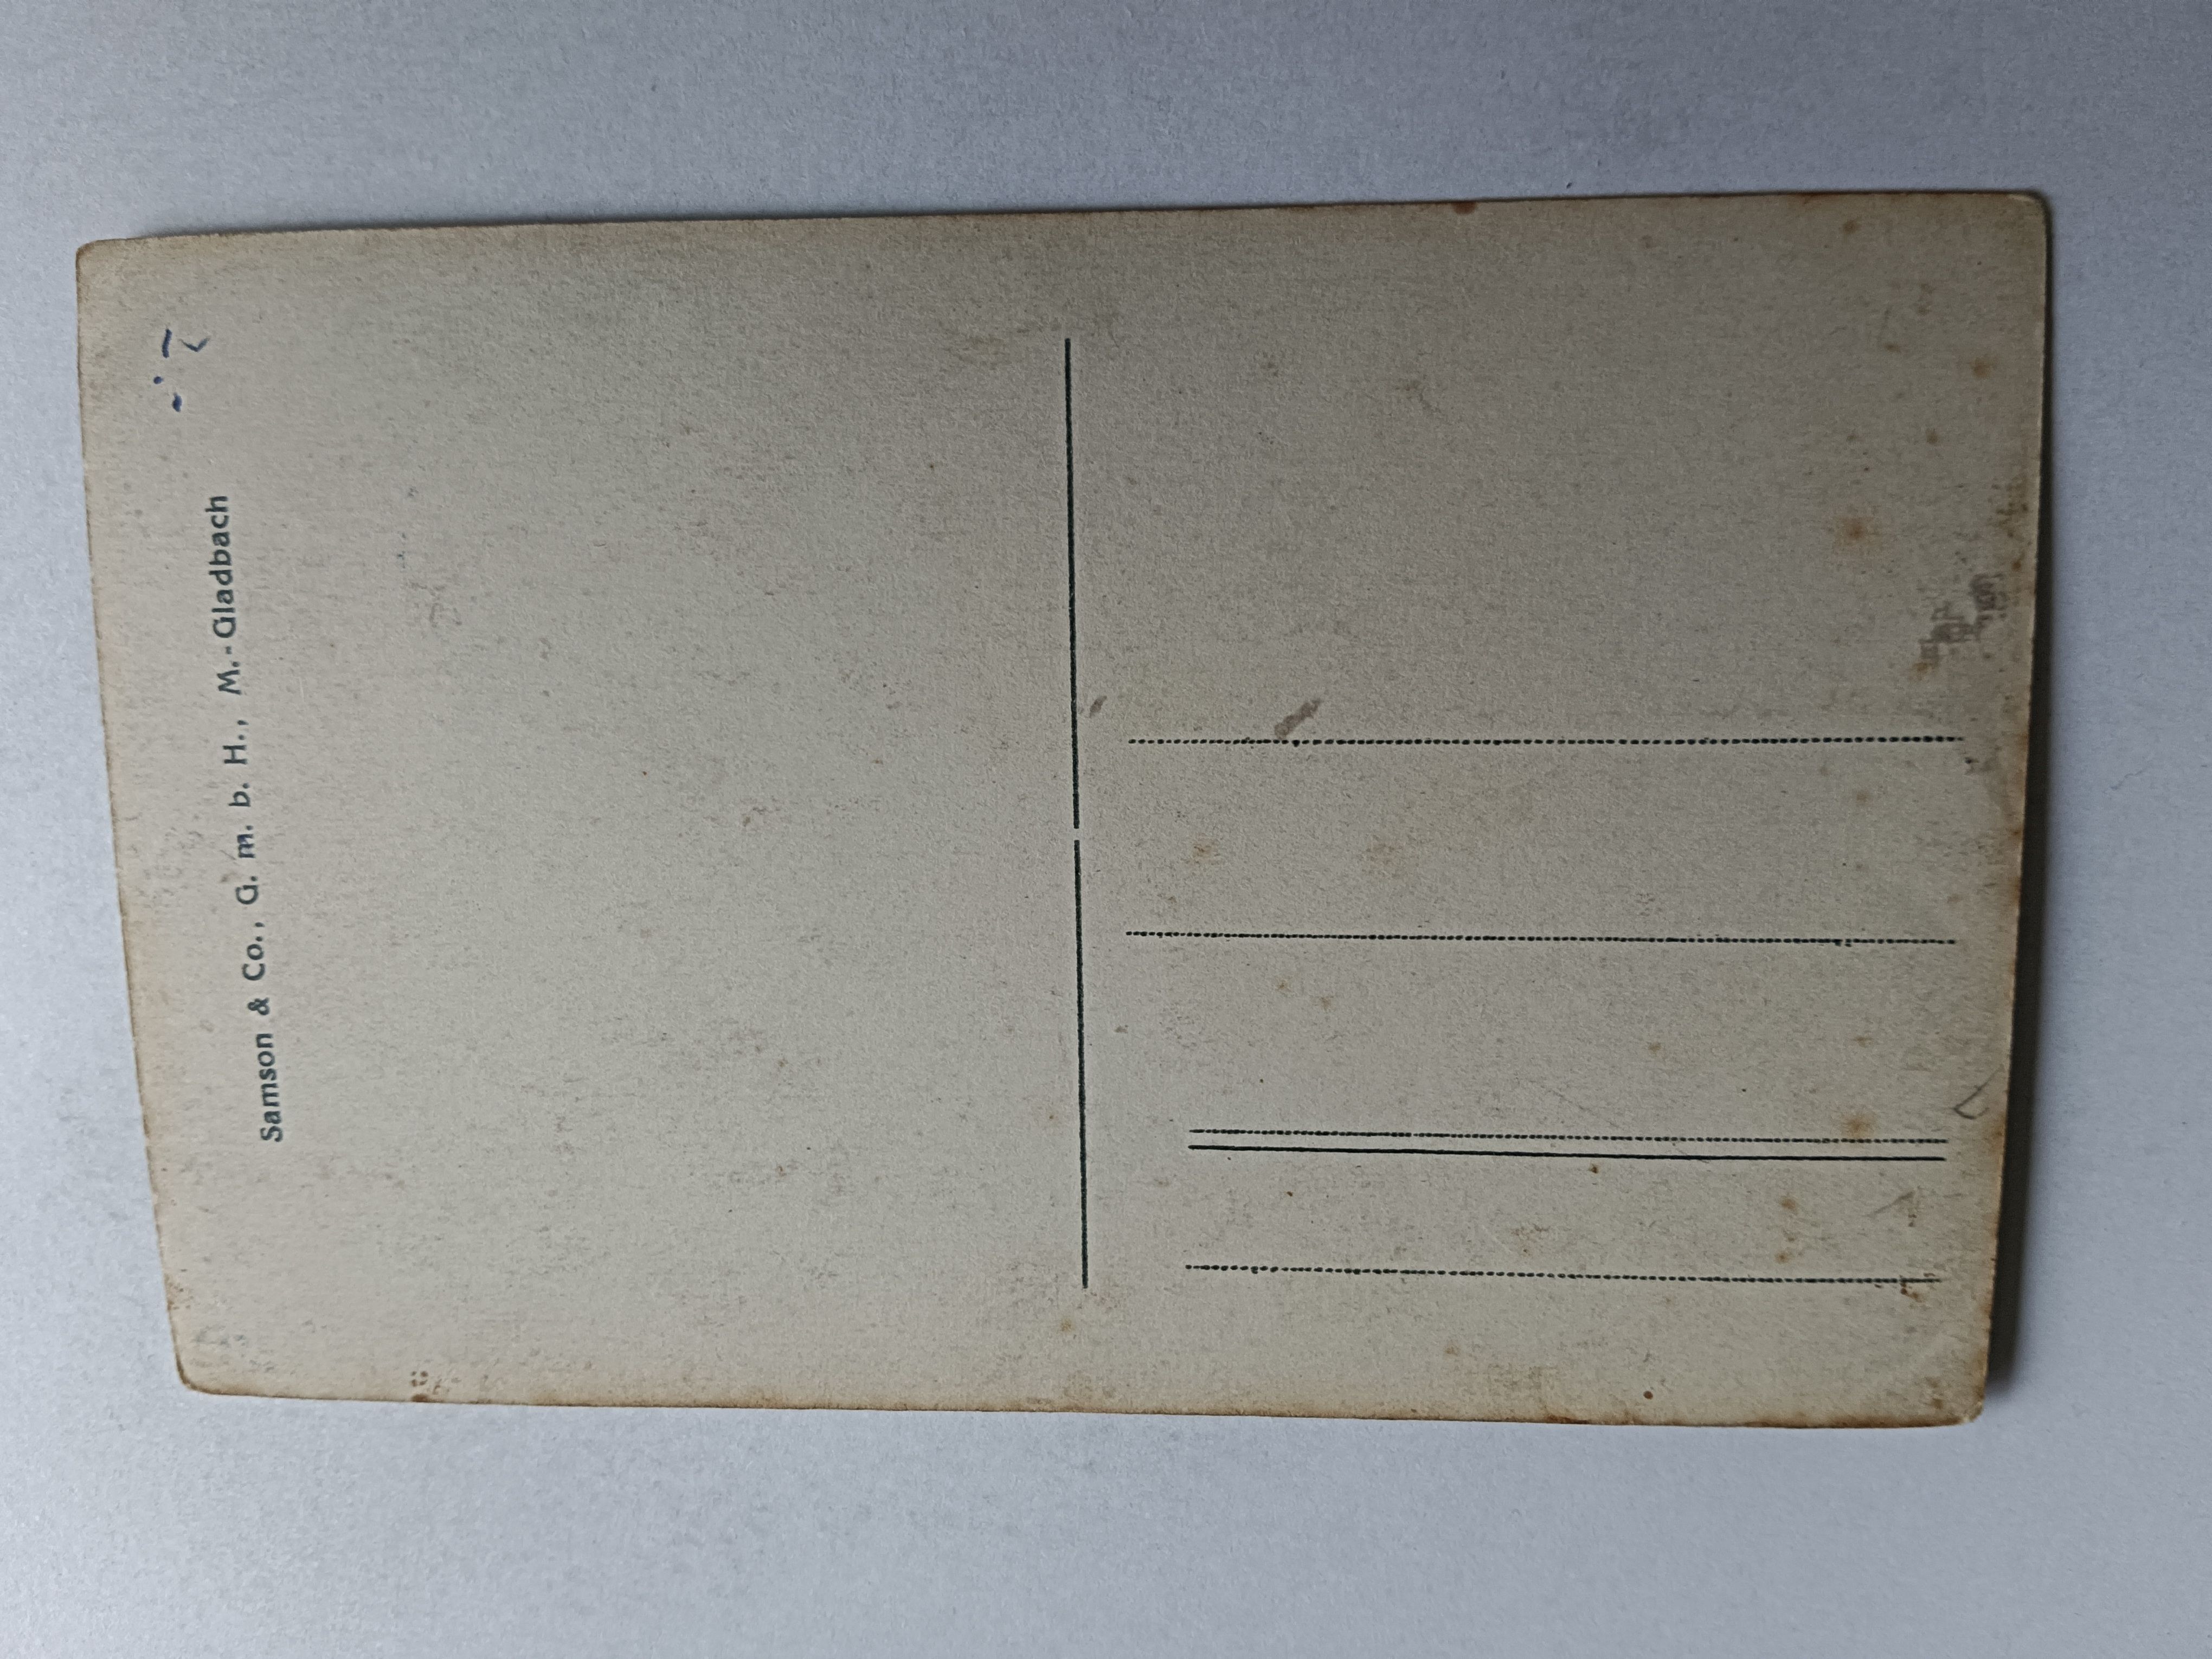 Samson & Co., G. m. b. H., M.-Gladbach